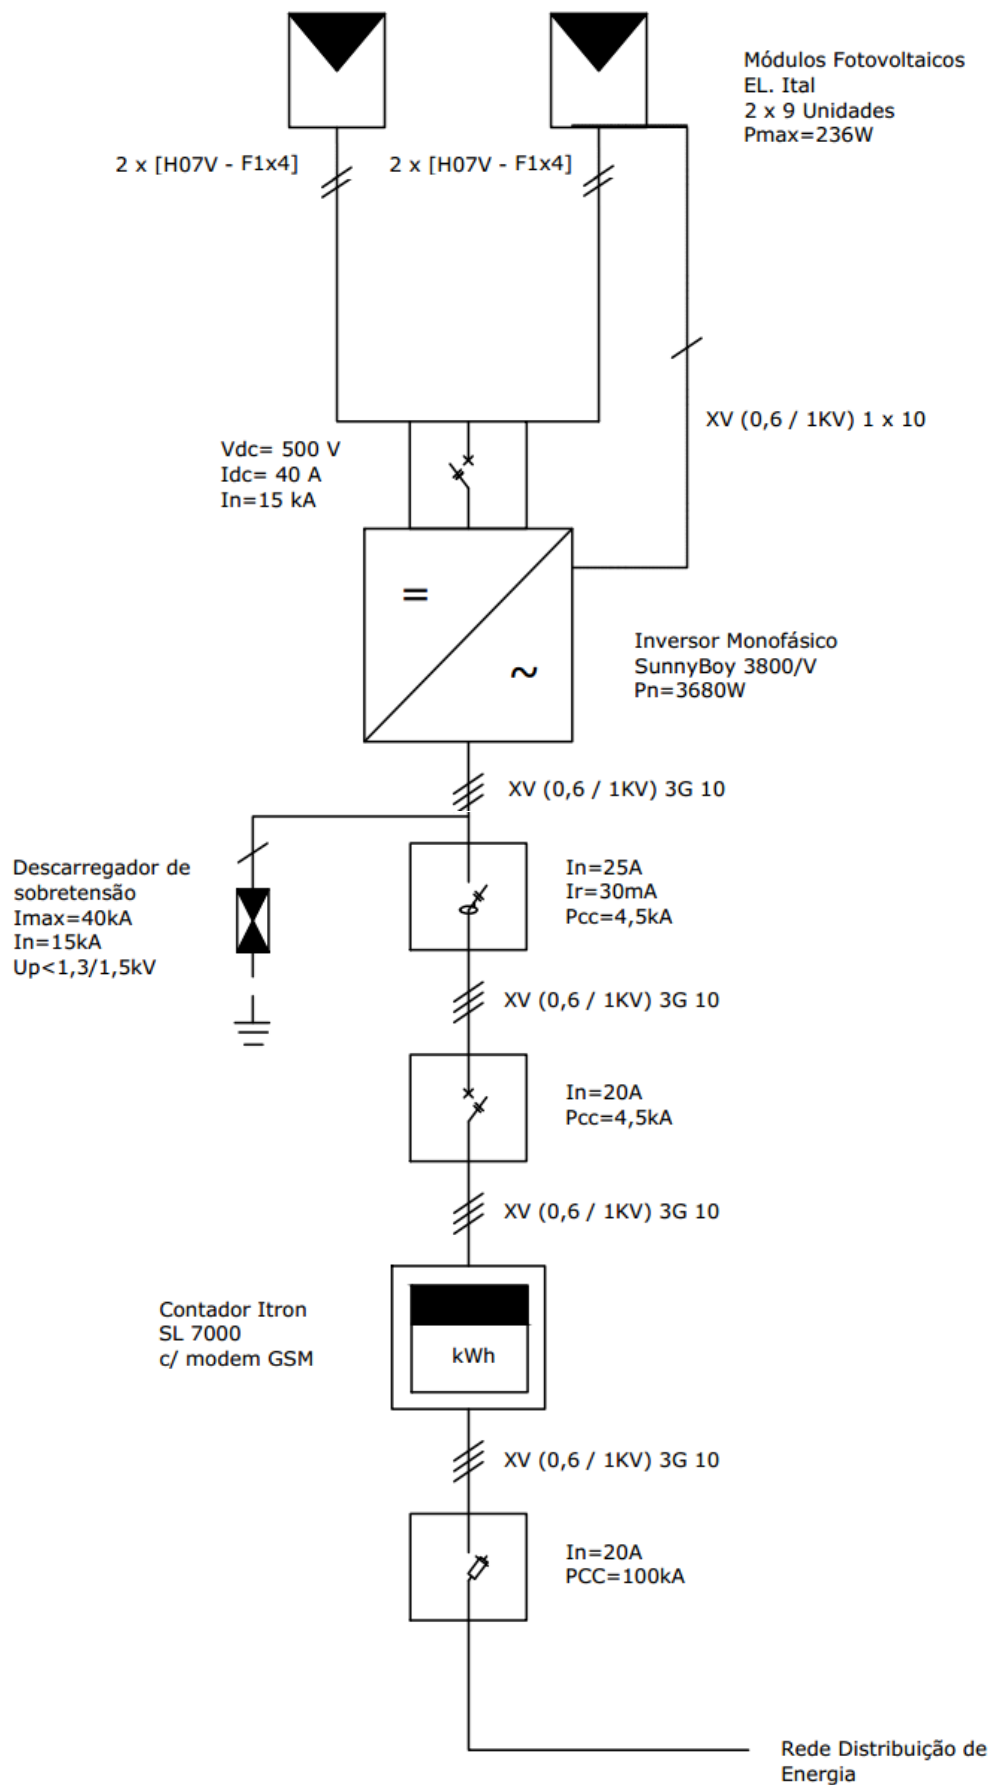 Módulos Fotovoltaicos
EL. Ital
2 x 9 Unidades
Pmax=236W
2 x [H07V - F1x4]
2 x [H07V - F1x4]
XV (0,6 / 1KV) 1 x 10
Vdc= 500 V
Idc= 40 A
In=15 kA
=
~
Inversor Monofásico
SunnyBoy 3800/V
Pn=3680W
XV (0,6 / 1KV) 3G 10
Descarregador de
sobretensão
Imax=40kA
In=15kA
Up<1,3/1,5kV
In=25A
Ir=30mA
Pcc=4,5kA
XV (0,6 / 1KV) 3G 10
In=20A
Pcc=4,5kA
XV (0,6 / 1KV) 3G 10
Contador Itron
SL 7000
c/ modem GSM
kWh
XV (0,6 / 1KV) 3G 10
In=20A
PCC=100kA
Rede Distribuição de
Energia